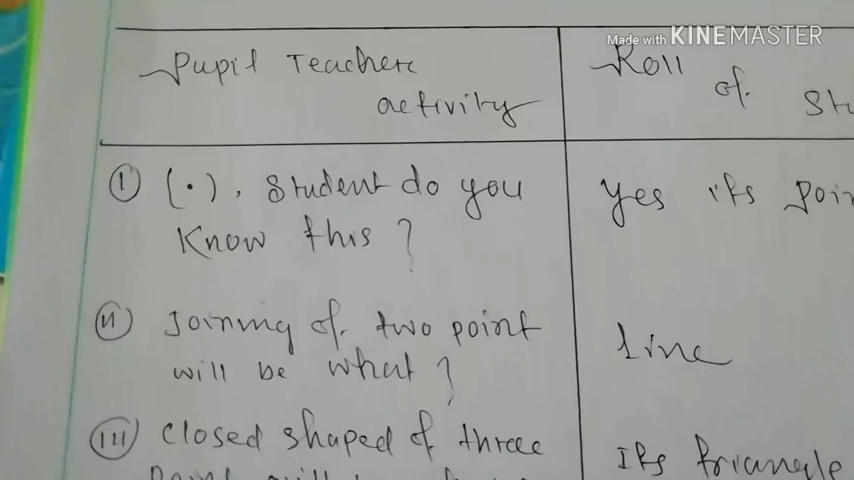 Made with KINEMASTER
Pupil Teacher activity
Roll of
(I) (•), Student do you know this?
Yes its
(II) Joining of two point will be what?
line
(III) Closed shaped of three
Its triangle